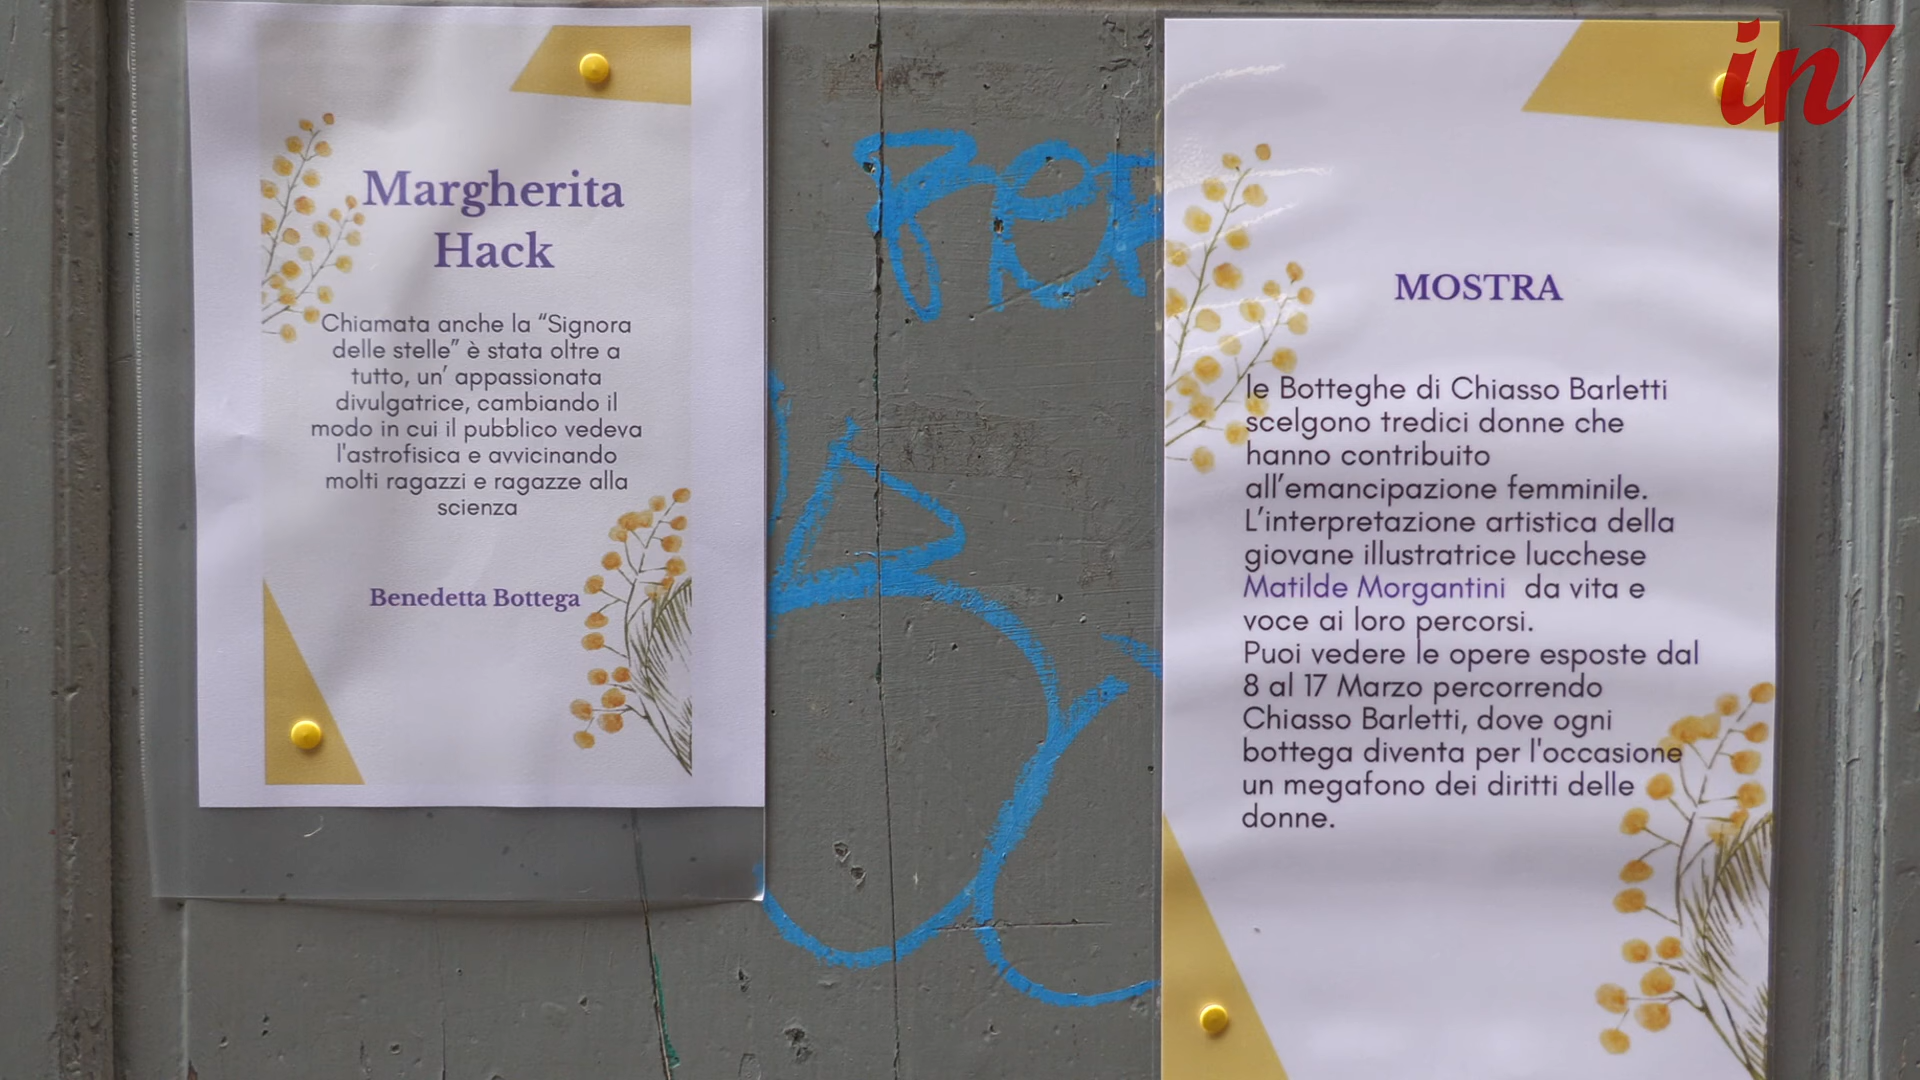 Margherita
Hack
Chiamata anche la “Signora
delle stelle” è stata oltre a
tutto, un’ appassionata
divulgatrice, cambiando il
modo in cui il pubblico vedeva
l'astrofisica e avvicinando
molti ragazzi e ragazze alla
scienza
Benedetta Bottega
MOSTRA
le Botteghe di Chiasso Barletti
scelgono tredici donne che
hanno contribuito
all’emancipazione femminile.
L’interpretazione artistica della
giovane illustratrice lucchese
Matilde Morgantini da vita e
voce ai loro percorsi.
Puoi vedere le opere esposte dal
8 al 17 Marzo percorrendo
Chiasso Barletti, dove ogni
bottega diventa per l'occasione
un megafono dei diritti delle
donne.
in